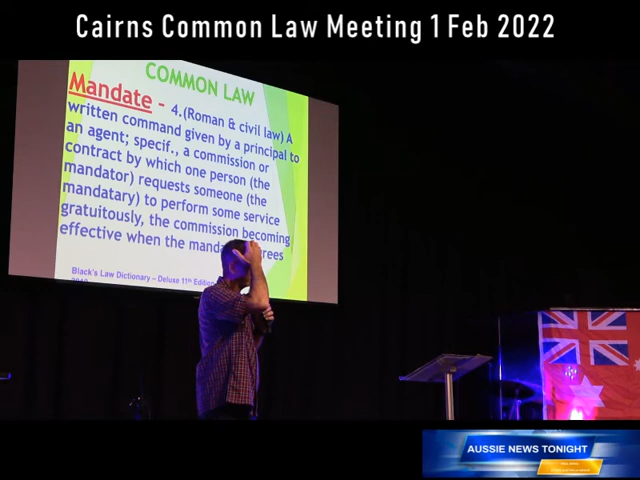 Cairns Common Law Meeting 1 Feb 2022
COMMON LAW
Mandate - 4.(Roman & civil law) A
written command given by a principal to
an agent; specif., a commission or
contract by which one person (the
mandator) requests someone (the
mandatary) to perform some service
gratuitously, the commission becoming
effective when the
Black's Law Dictionary – Deluxe 11th Edition
AUSSIE NEWS TONIGHT